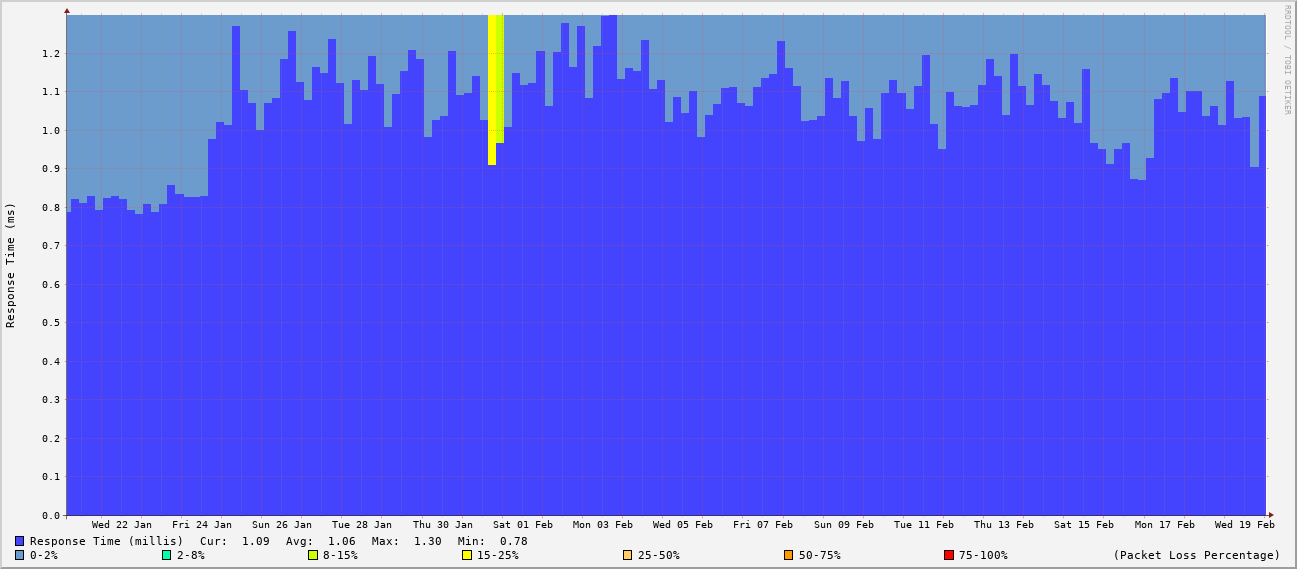 RRDTOOL / TOBI OETIKER
Response Time (ms)
1.2
1.1
1.0
0.9
0.8
0.7
0.6
0.5
0.4
0.3
0.2
0.1
0.0
Wed 22 Jan Fri 24 Jan Sun 26 Jan Tue 28 Jan Thu 30 Jan Sat 01 Feb Mon 03 Feb Wed 05 Feb Fri 07 Feb Sun 09 Feb Tue 11 Feb Thu 13 Feb Sat 15 Feb Mon 17 Feb Wed 19 Feb
Response Time (millis) Cur: 1.09 Avg: 1.06 Max: 1.30 Min: 0.78
0-2% 2-8% 8-15% 15-25% 25-50% 50-75% 75-100% (Packet Loss Percentage)